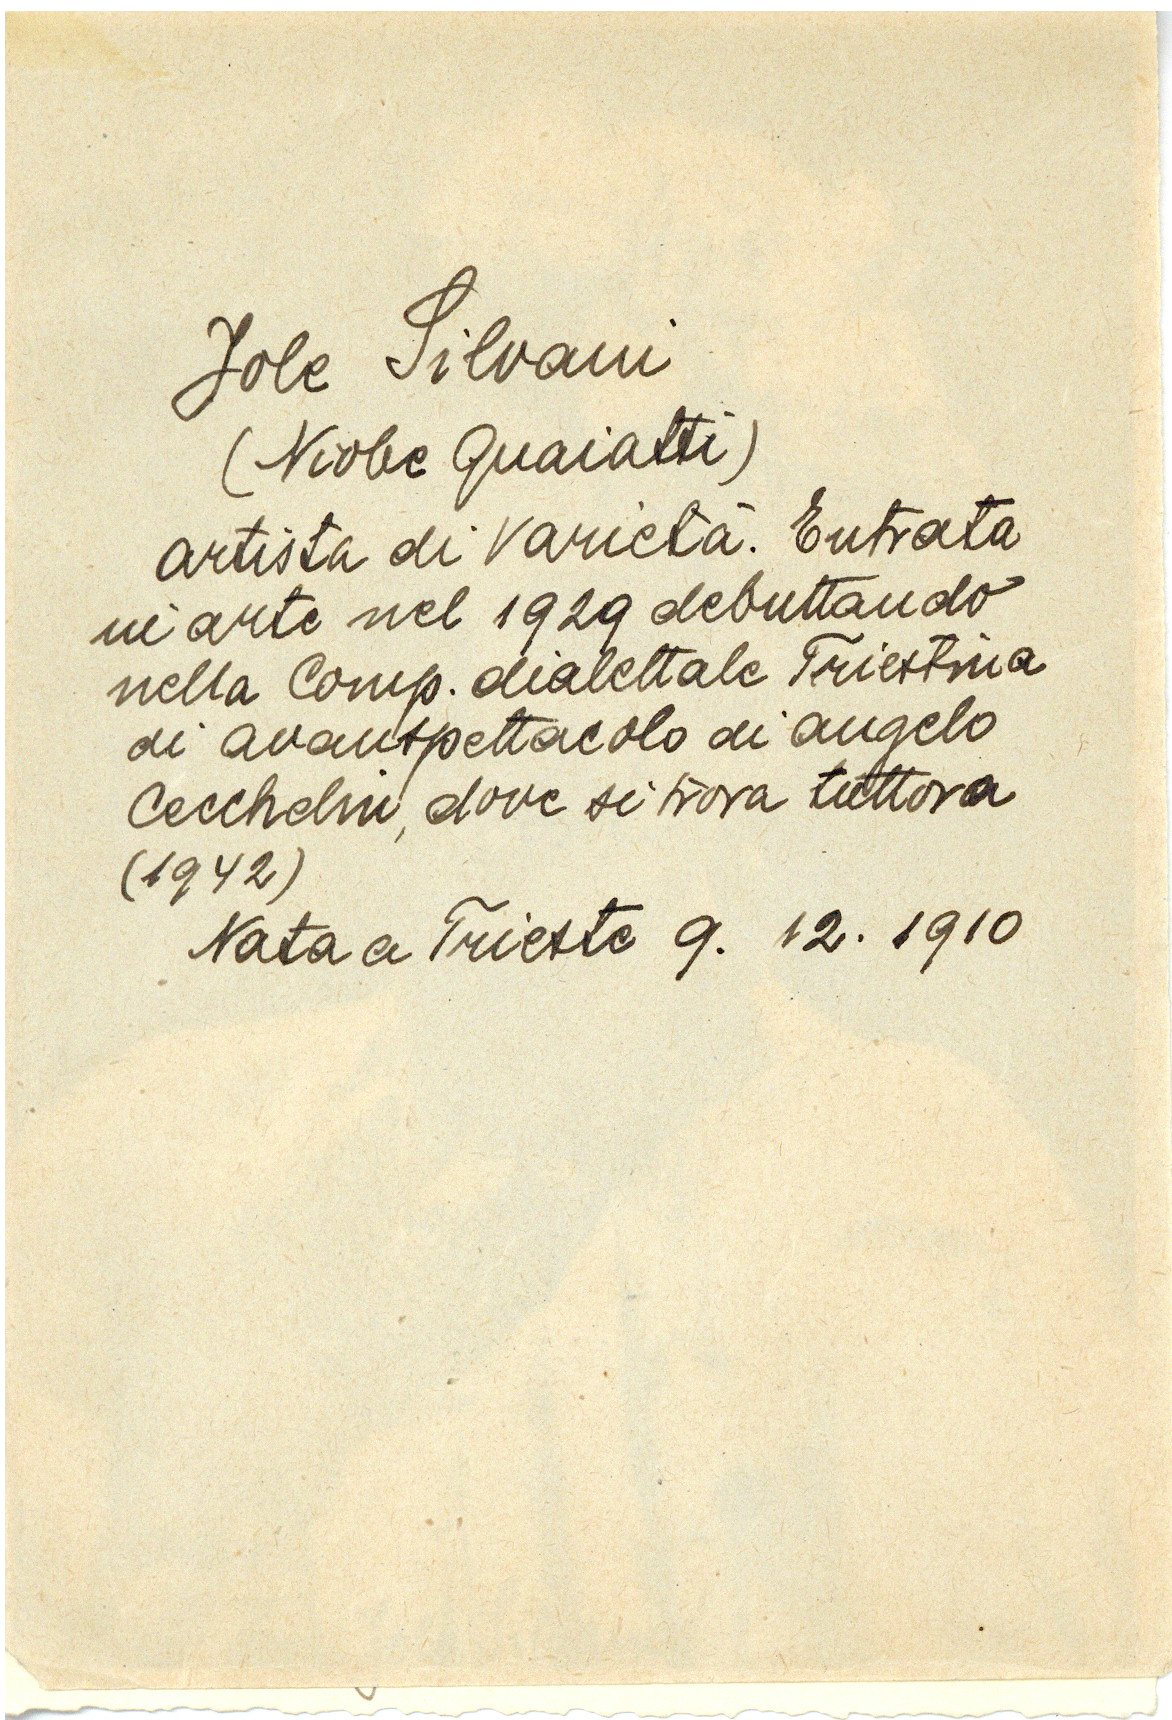 Jole Silvani
(Niobe Quaiatti)
artista di varietà. Entrata
in arte nel 1929 debuttando
nella Comp. dialettale Triestina
di avanspettacolo di Angelo
Cecchelin, dove si trova tuttora
(1942)
Nata a Trieste 9. 12. 1910